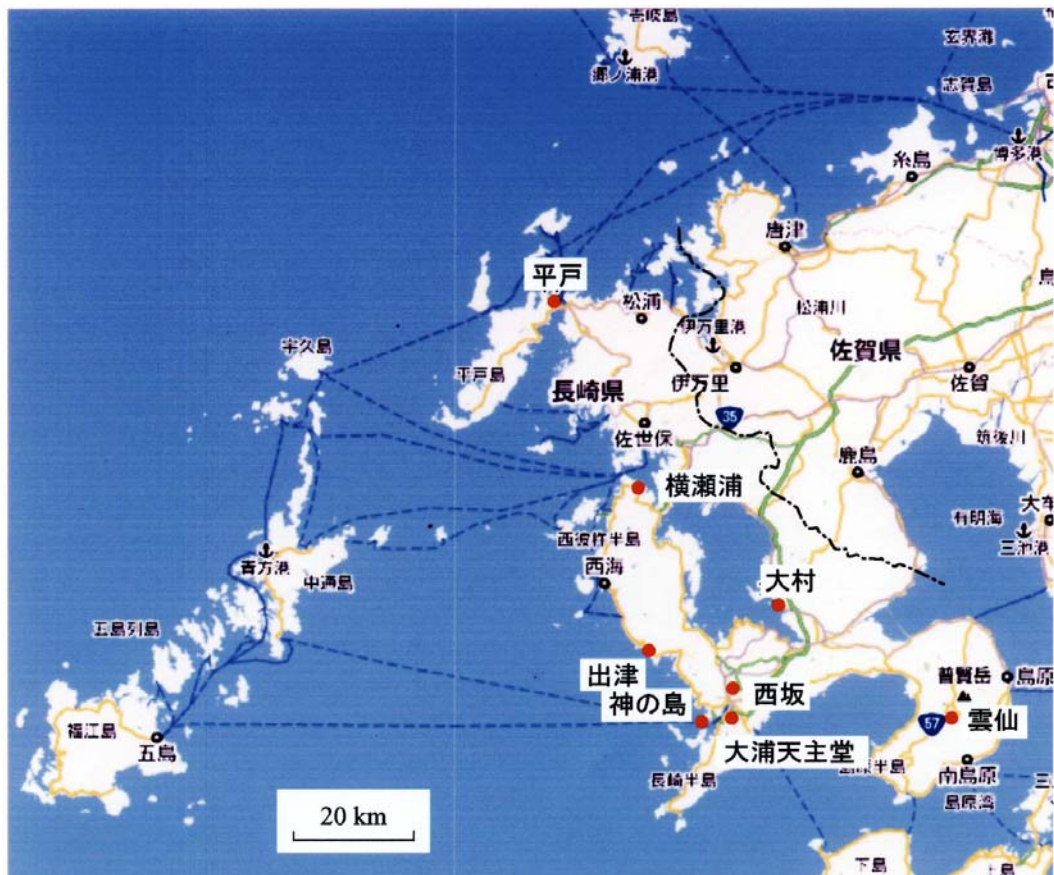 壱岐島
郷ノ浦港
玄界灘
志賀島
博多港
糸島
唐津
平戸
松浦
伊万里港
松浦川
佐賀県
宇久島
平戸島
長崎県
伊万里
佐賀
35
佐世保
筑後川
鹿島
横瀬浦
有明海
三池港
西彼杵半島
青方港
中通島
西海
大村
五島列島
出津
西坂
普賢岳
島原
神の島
福江島
五島
57
雲仙
大浦天主堂
長崎半島
島原半島
南島原
島原湾
20 km
下島
上島